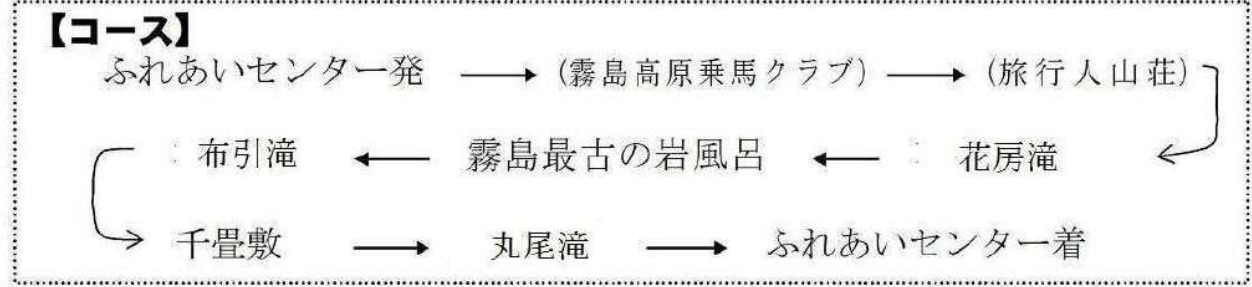 【コース】
ふれあいセンター発 → (霧島高原乗馬クラブ) → (旅行人山荘)
布引滝 ← 霧島最古の岩風呂 ← 花房滝
千畳敷 → 丸尾滝 → ふれあいセンター着